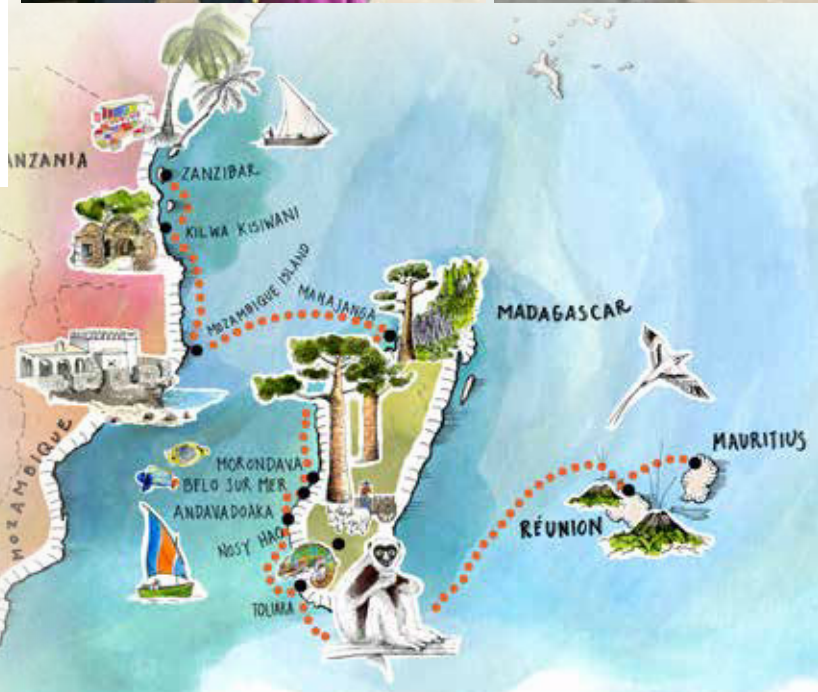 ANZANIA
ZANZIBAR
KILWA KISIWANI
MOZAMBIQUE ISLAND
MAHAJANGA
MADAGASCAR
MOZAMBIQUE
MORONDAVA
BELO SUR MER
ANDAVADOAKA
NOSY HAO
TOLIARA
RÉUNION
MAURITIUS